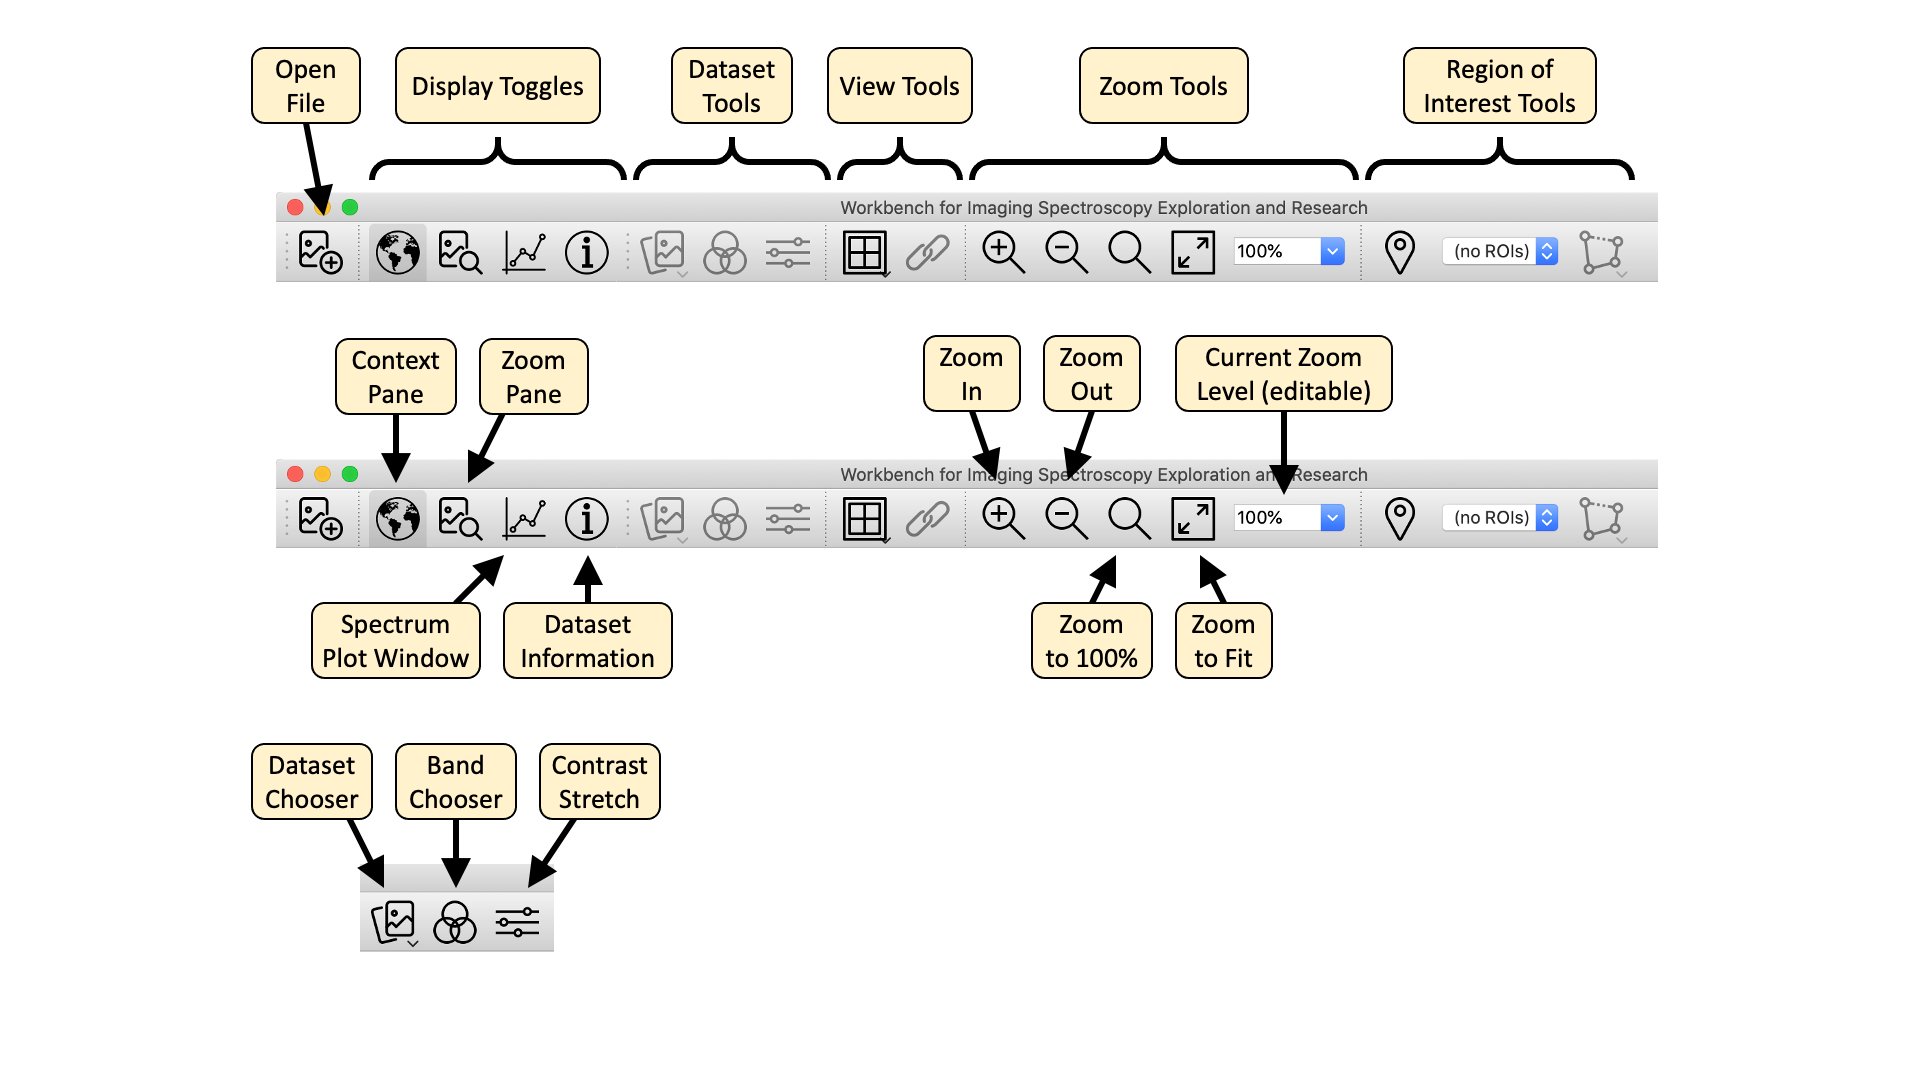 Open
File
Display Toggles
Dataset
Tools
View Tools
Zoom Tools
Region of
Interest Tools
Workbench for Imaging Spectroscopy Exploration and Research
100%
(no ROIs)
Context
Pane
Zoom
Pane
Zoom
In
Zoom
Out
Current Zoom
Level (editable)
Workbench for Imaging Spectroscopy Exploration and Research
100%
(no ROIs)
Spectrum
Plot Window
Dataset
Information
Zoom
to 100%
Zoom
to Fit
Dataset
Chooser
Band
Chooser
Contrast
Stretch